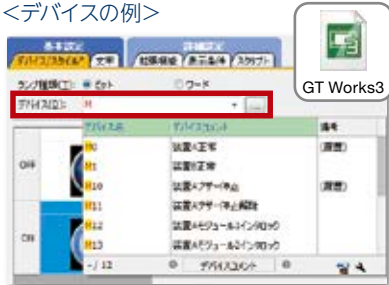 <デバイスの例>
基本設定
詳細設定
デバイス/スタイル* 文字 拡張機能 表示条件 スクリプト
ランプ種類(T): ビット ワード
デバイス(D): M
GT Works3
デバイス名 デバイスコメント 備考
M0 装置A正常 (履歴)
M1 装置B正常
M10 装置Aブザー停止 (履歴)
M11 装置Aブザー停止解除
M12 装置Aモジュール1インタロック
M13 装置Aモジュール2インタロック
OFF
ON
-/ 12 デバイスコメント